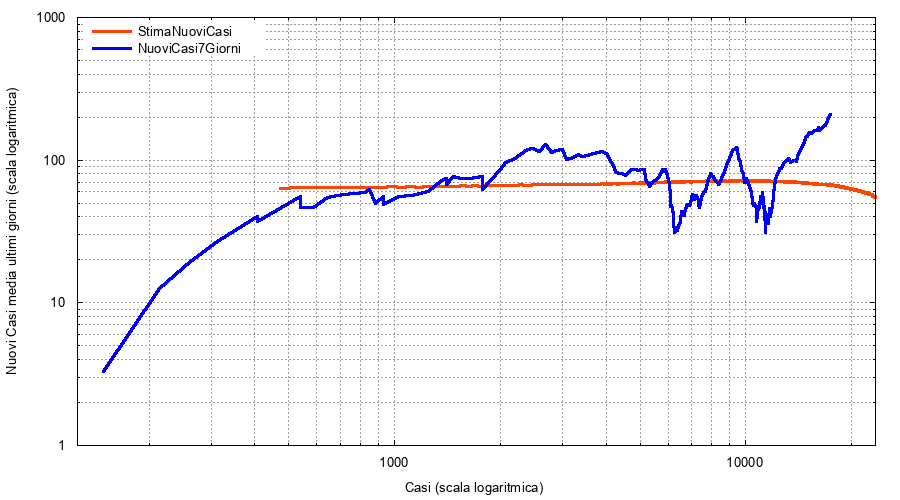 1000
StimaNuoviCasi
NuoviCasi7Giorni
100
10
1
Nuovi Casi media ultimi giorni (scala logaritmica)
1000
10000
Casi (scala logaritmica)